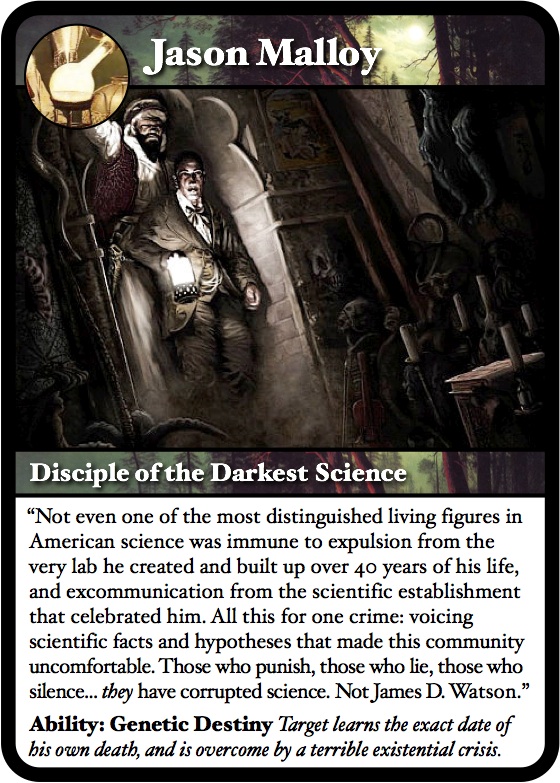 Jason Malloy
Disciple of the Darkest Science
“Not even one of the most distinguished living figures in
American science was immune to expulsion from the
very lab he created and built up over 40 years of his life,
and excommunication from the scientific establishment
that celebrated him. All this for one crime: voicing
scientific facts and hypotheses that made this community
uncomfortable. Those who punish, those who lie, those who
silence... they have corrupted science. Not James D. Watson.”
Ability: Genetic Destiny Target learns the exact date of
his own death, and is overcome by a terrible existential crisis.